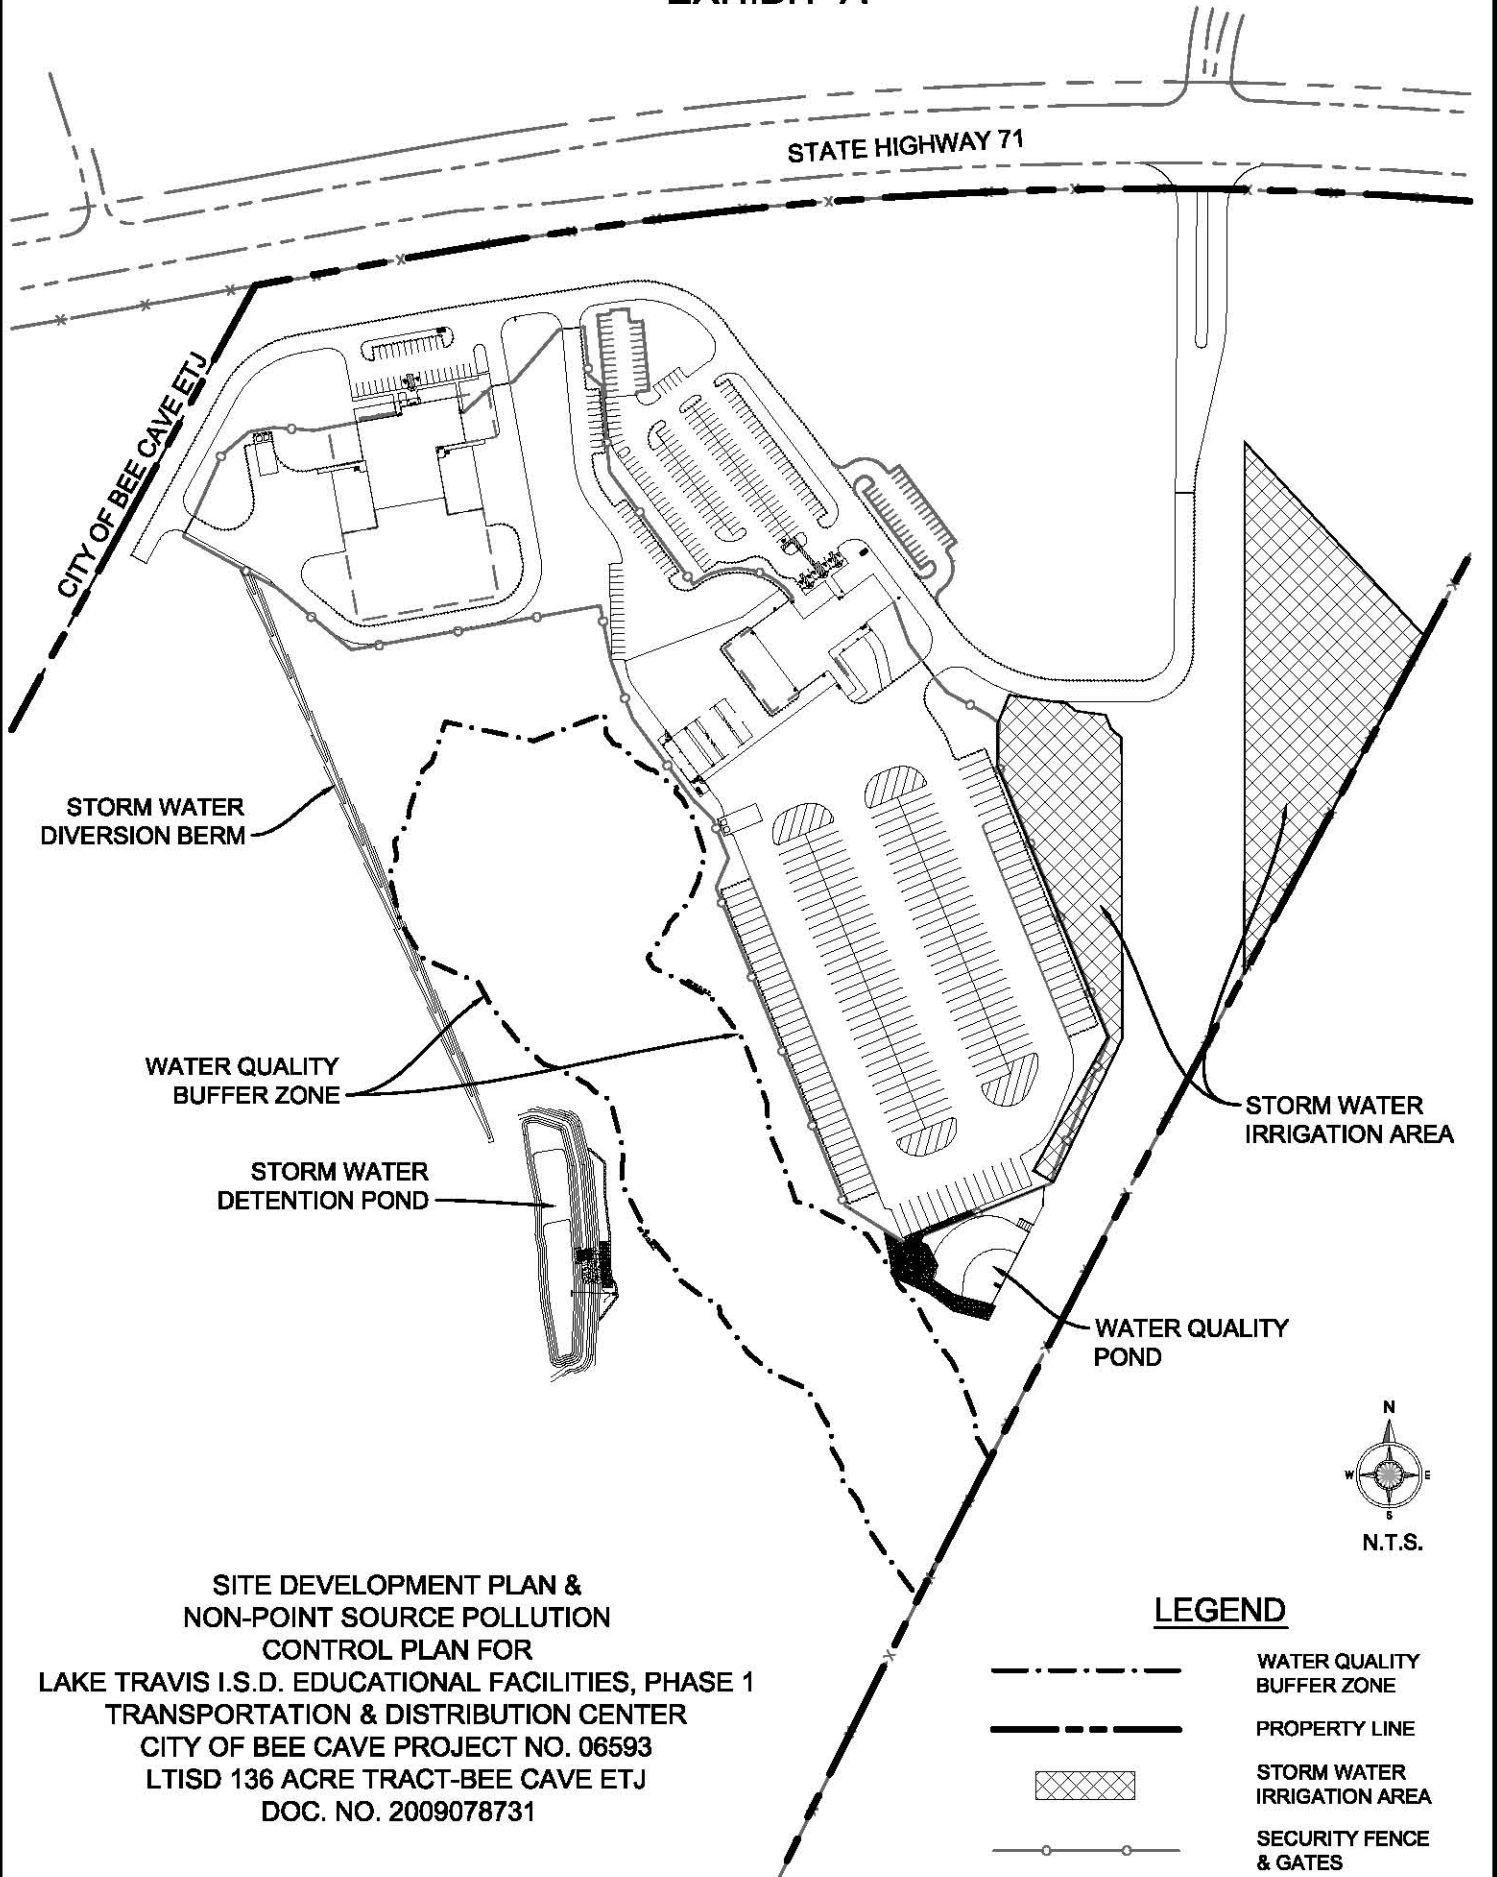 EXHIBIT "A"
STATE HIGHWAY 71
CITY OF BEE CAVE ETJ
STORM WATER
DIVERSION BERM
WATER QUALITY
BUFFER ZONE
STORM WATER
DETENTION POND
STORM WATER
IRRIGATION AREA
WATER QUALITY
POND
N
W
E
S
N.T.S.
SITE DEVELOPMENT PLAN &
NON-POINT SOURCE POLLUTION
CONTROL PLAN FOR
LAKE TRAVIS I.S.D. EDUCATIONAL FACILITIES, PHASE 1
TRANSPORTATION & DISTRIBUTION CENTER
CITY OF BEE CAVE PROJECT NO. 06593
LTISD 136 ACRE TRACT-BEE CAVE ETJ
DOC. NO. 2009078731
LEGEND
WATER QUALITY
BUFFER ZONE
PROPERTY LINE
STORM WATER
IRRIGATION AREA
SECURITY FENCE
& GATES